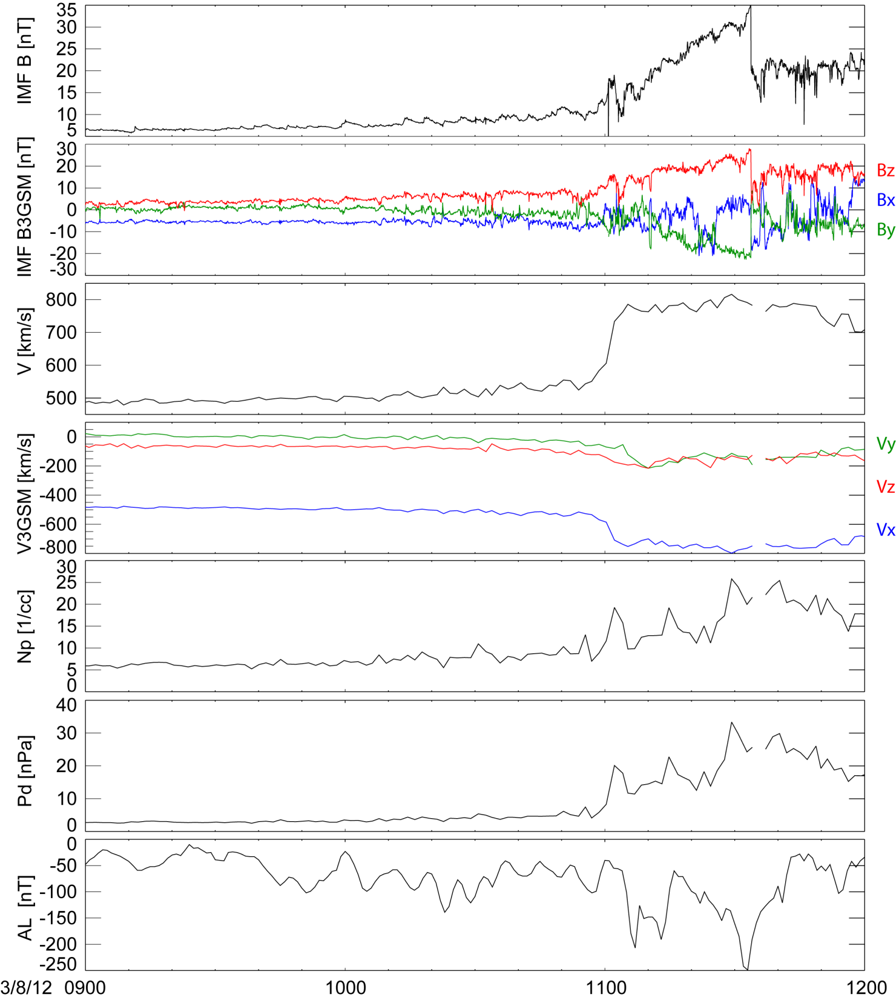 IMF B [nT]
35
30
25
20
15
10
5
IMF B3GSM [nT]
30
20
10
0
-10
-20
-30
Bz
Bx
By
V [km/s]
800
700
600
500
V3GSM [km/s]
0
-200
-400
-600
-800
Vy
Vz
Vx
Np [1/cc]
30
25
20
15
10
5
0
Pd [nPa]
40
30
20
10
0
AL [nT]
0
-50
-100
-150
-200
-250
3/8/12 0900 1000 1100 1200